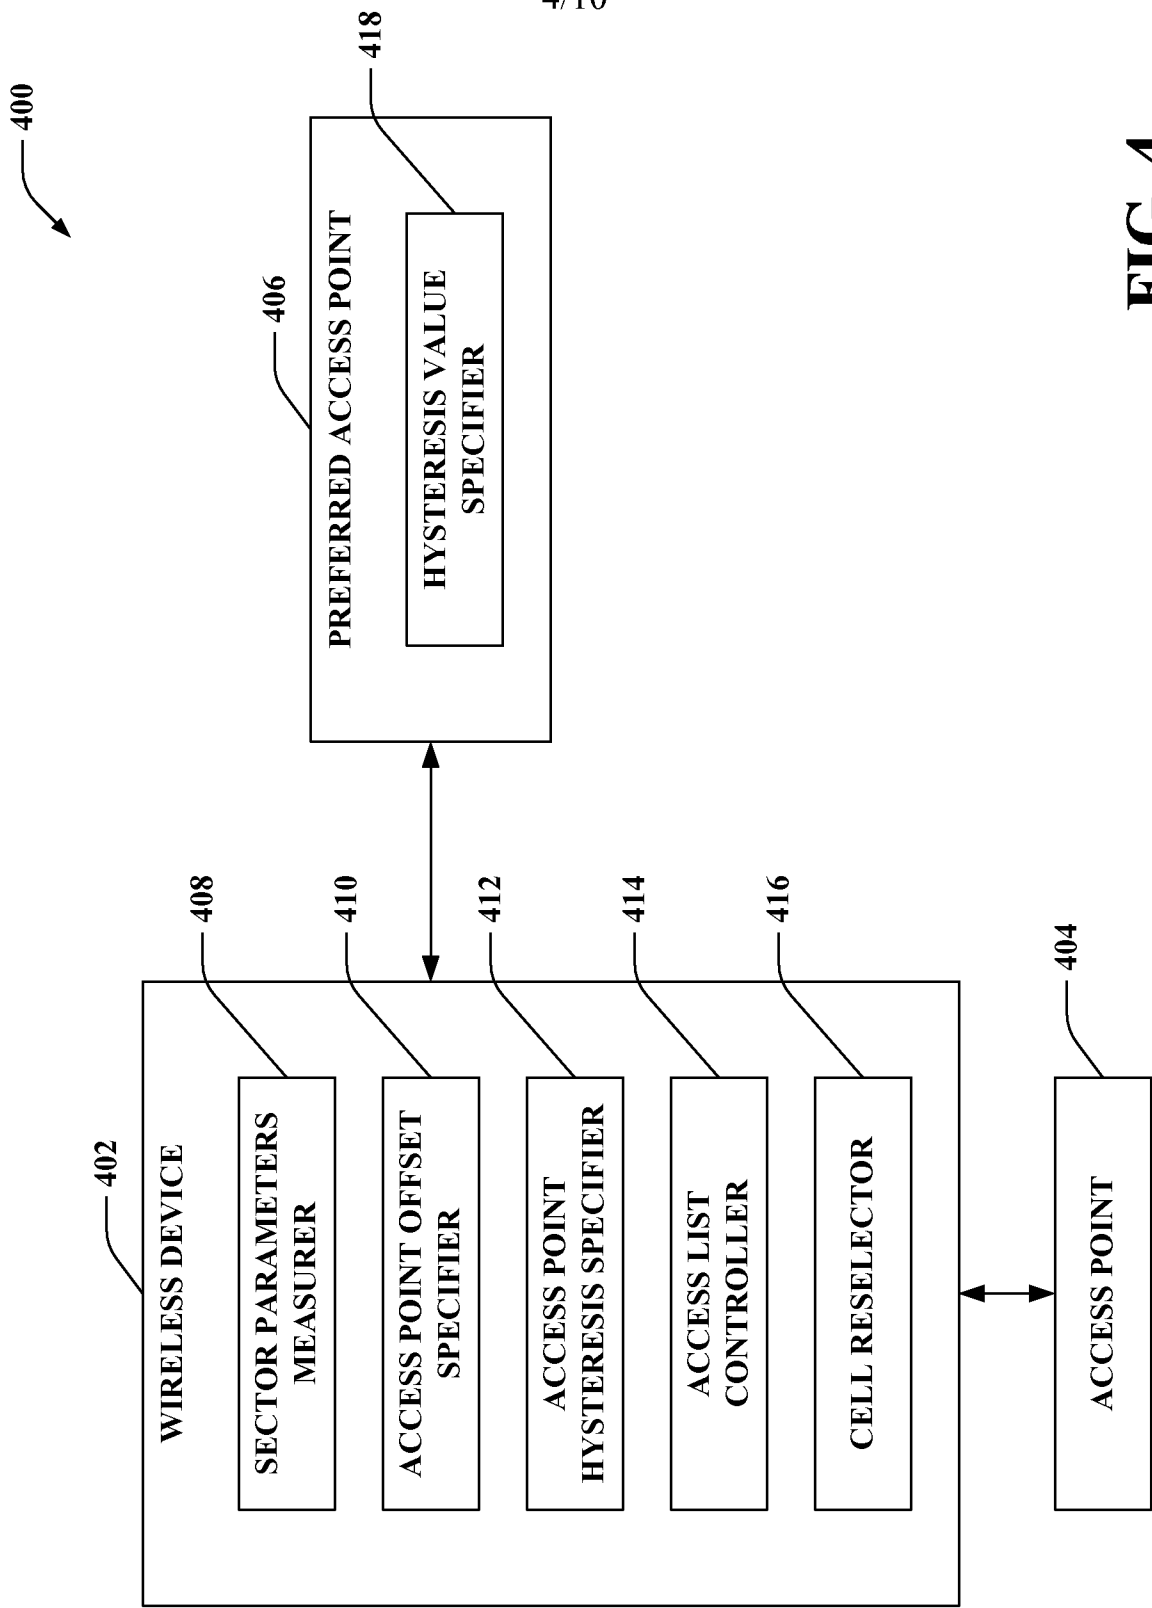 4/10
400
402
WIRELESS DEVICE
408
SECTOR PARAMETERS
MEASURER
410
ACCESS POINT OFFSET
SPECIFIER
412
ACCESS POINT
HYSTERESIS SPECIFIER
414
ACCESS LIST
CONTROLLER
416
CELL RESELECTOR
406
PREFERRED ACCESS POINT
418
HYSTERESIS VALUE
SPECIFIER
404
ACCESS POINT
FIG. 4